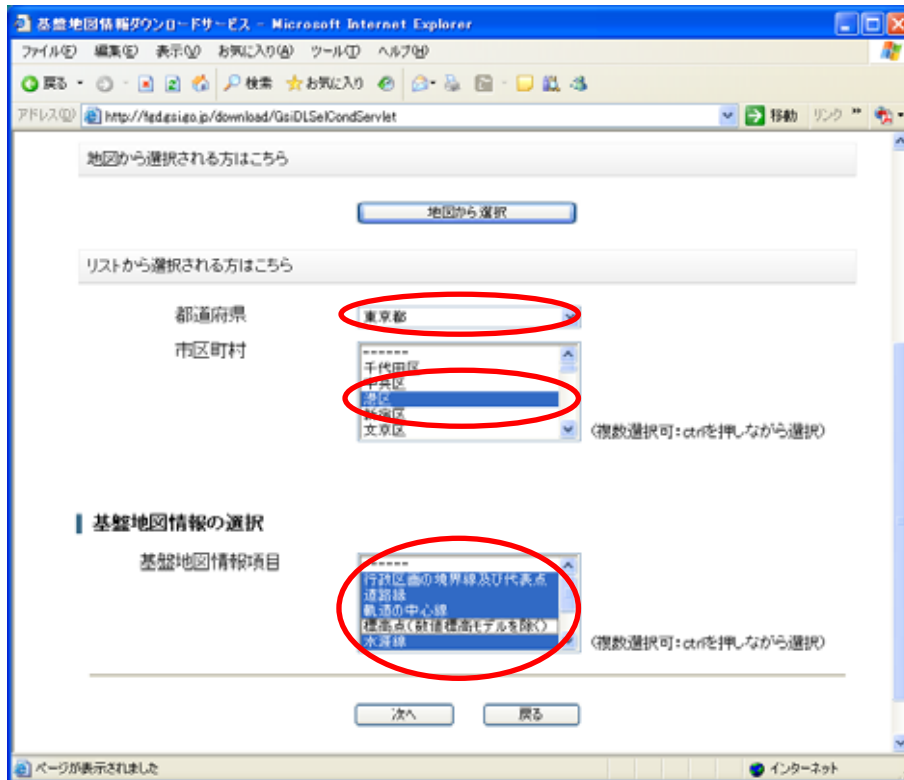 基盤地図情報ダウンロードサービス - Microsoft Internet Explorer
ファイル(F) 編集(E) 表示(V) お気に入り(A) ツール(T) ヘルプ(H)
戻る 検索 お気に入り
アドレス(D) http://fgd.gsi.go.jp/download/GsiDLSelCondServlet 移動 リンク »
地図から選択される方はこちら
地図から選択
リストから選択される方はこちら
都道府県 東京都
市区町村 ------
千代田区
中央区
港区
新宿区
文京区 (複数選択可:ctrlを押しながら選択)
基盤地図情報の選択
基盤地図情報項目 ------
行政区画の境界線及び代表点
道路縁
軌道の中心線
標高点(数値標高モデルを除く)
水涯線 (複数選択可:ctrlを押しながら選択)
次へ 戻る
ページが表示されました インターネット